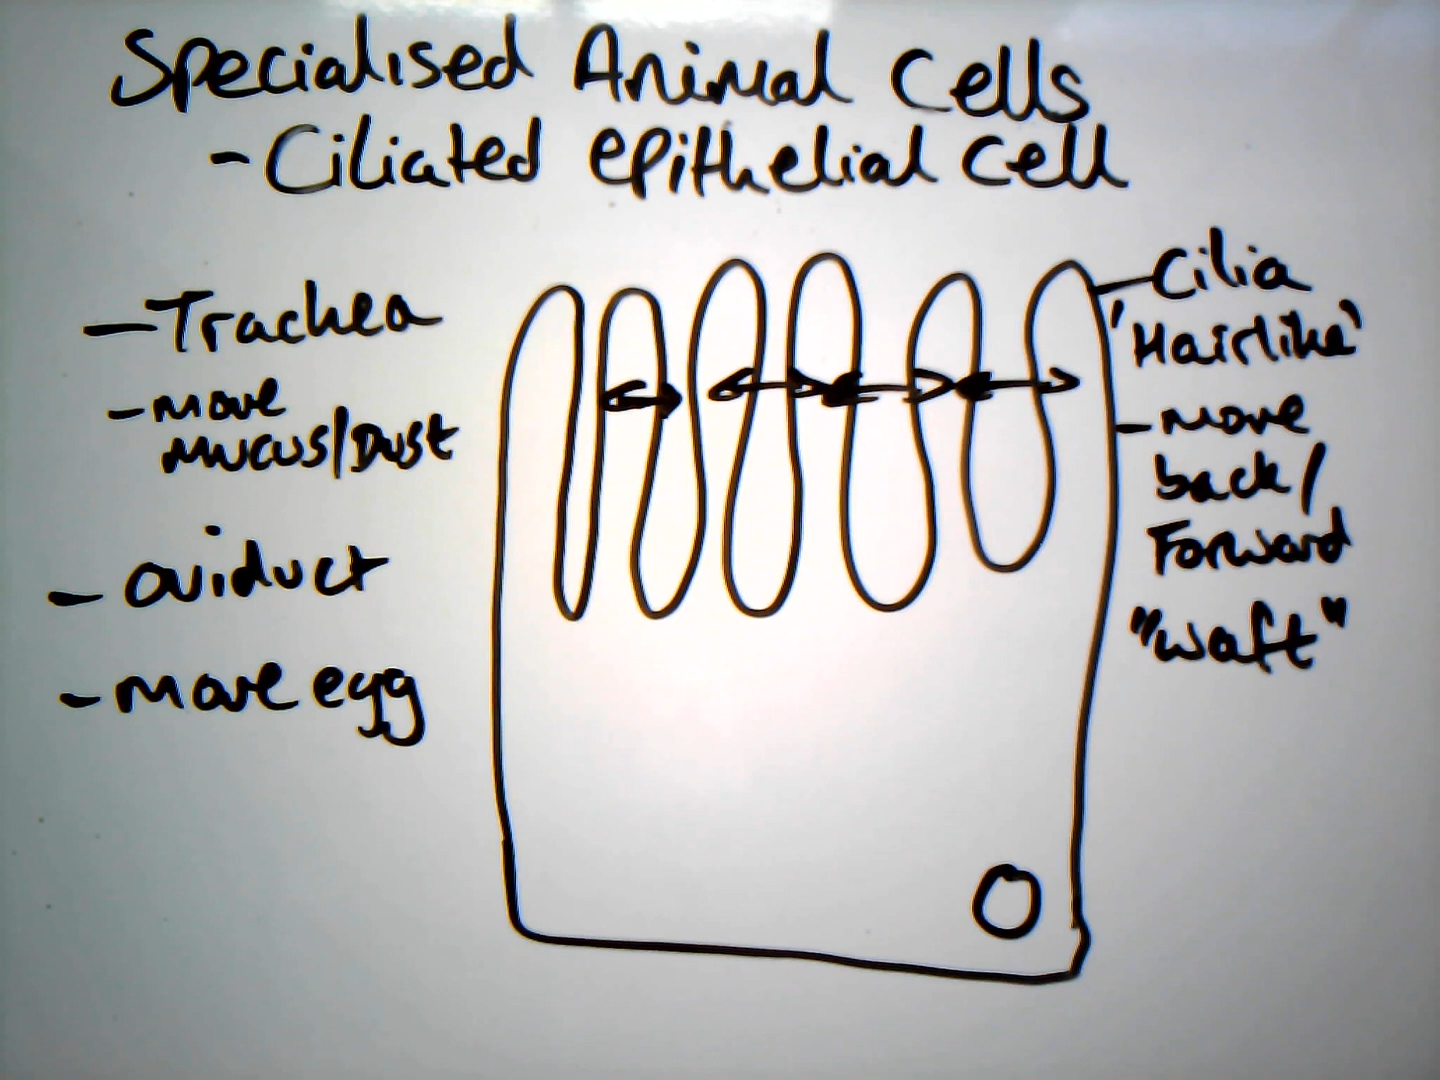 Specialised Animal Cells
- Ciliated epithelial cell
- Trachea
- move
mucus/Dust
- oviduct
- move egg
- Cilia
'Hairlike'
- move
back/
Forward
"waft"